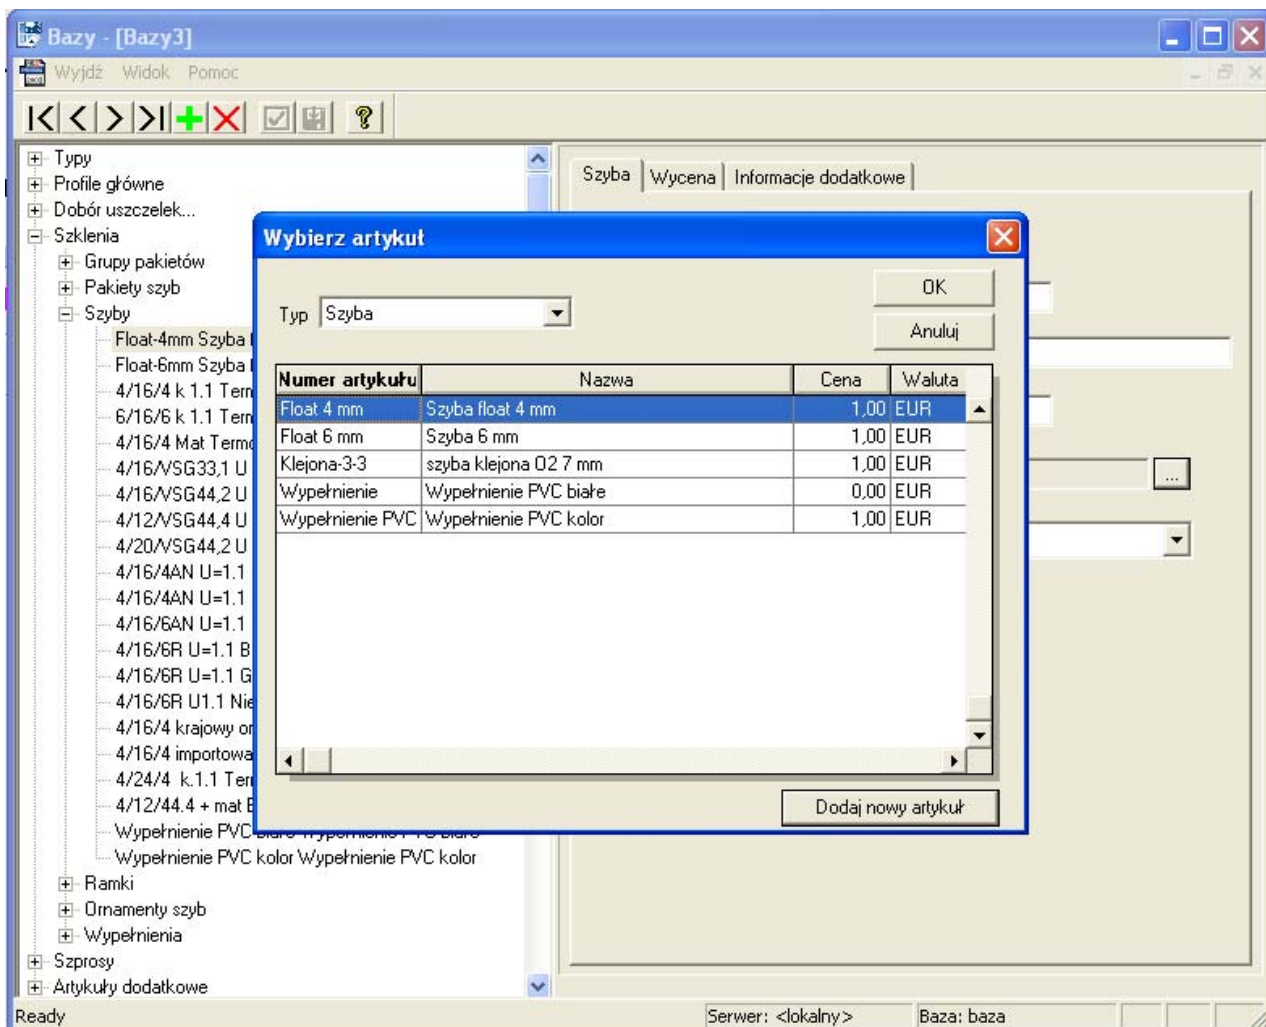 Bazy - [Bazy3]
Wyjdź Widok Pomoc
Typy
Profile główne
Dobór uszczelek...
Szklenia
Grupy pakietów
Pakiety szyb
Szyby
Float-4mm Szyba
Float-6mm Szyba
4/16/4 k 1.1 Term
6/16/6 k 1.1 Term
4/16/4 Mat Termo
4/16/VSG33,1 U
4/16/VSG44,2 U
4/12/VSG44,4 U
4/20/VSG44,2 U
4/16/4AN U=1.1
4/16/4AN U=1.1
4/16/6AN U=1.1
4/16/6R U=1.1 B
4/16/6R U=1.1 G
4/16/6R U1.1 Nie
4/16/4 krajowy or
4/16/4 importowa
4/24/4 k.1.1 Ter
4/12/44.4 + mat
Wypełnienie PVC białe Wypełnienie PVC białe
Wypełnienie PVC kolor Wypełnienie PVC kolor
Ramki
Ornamenty szyb
Wypełnienia
Szprosy
Artykuły dodatkowe
Szyba Wycena Informacje dodatkowe
...
Wybierz artykuł
Typ Szyba
OK
Anuluj
Numer artykułu Nazwa Cena Waluta
Float 4 mm Szyba float 4 mm 1,00 EUR
Float 6 mm Szyba 6 mm 1,00 EUR
Klejona-3-3 szyba klejona O2 7 mm 1,00 EUR
Wypełnienie Wypełnienie PVC białe 0,00 EUR
Wypełnienie PVC Wypełnienie PVC kolor 1,00 EUR
Dodaj nowy artykuł
Ready Serwer: <lokalny> Baza: baza